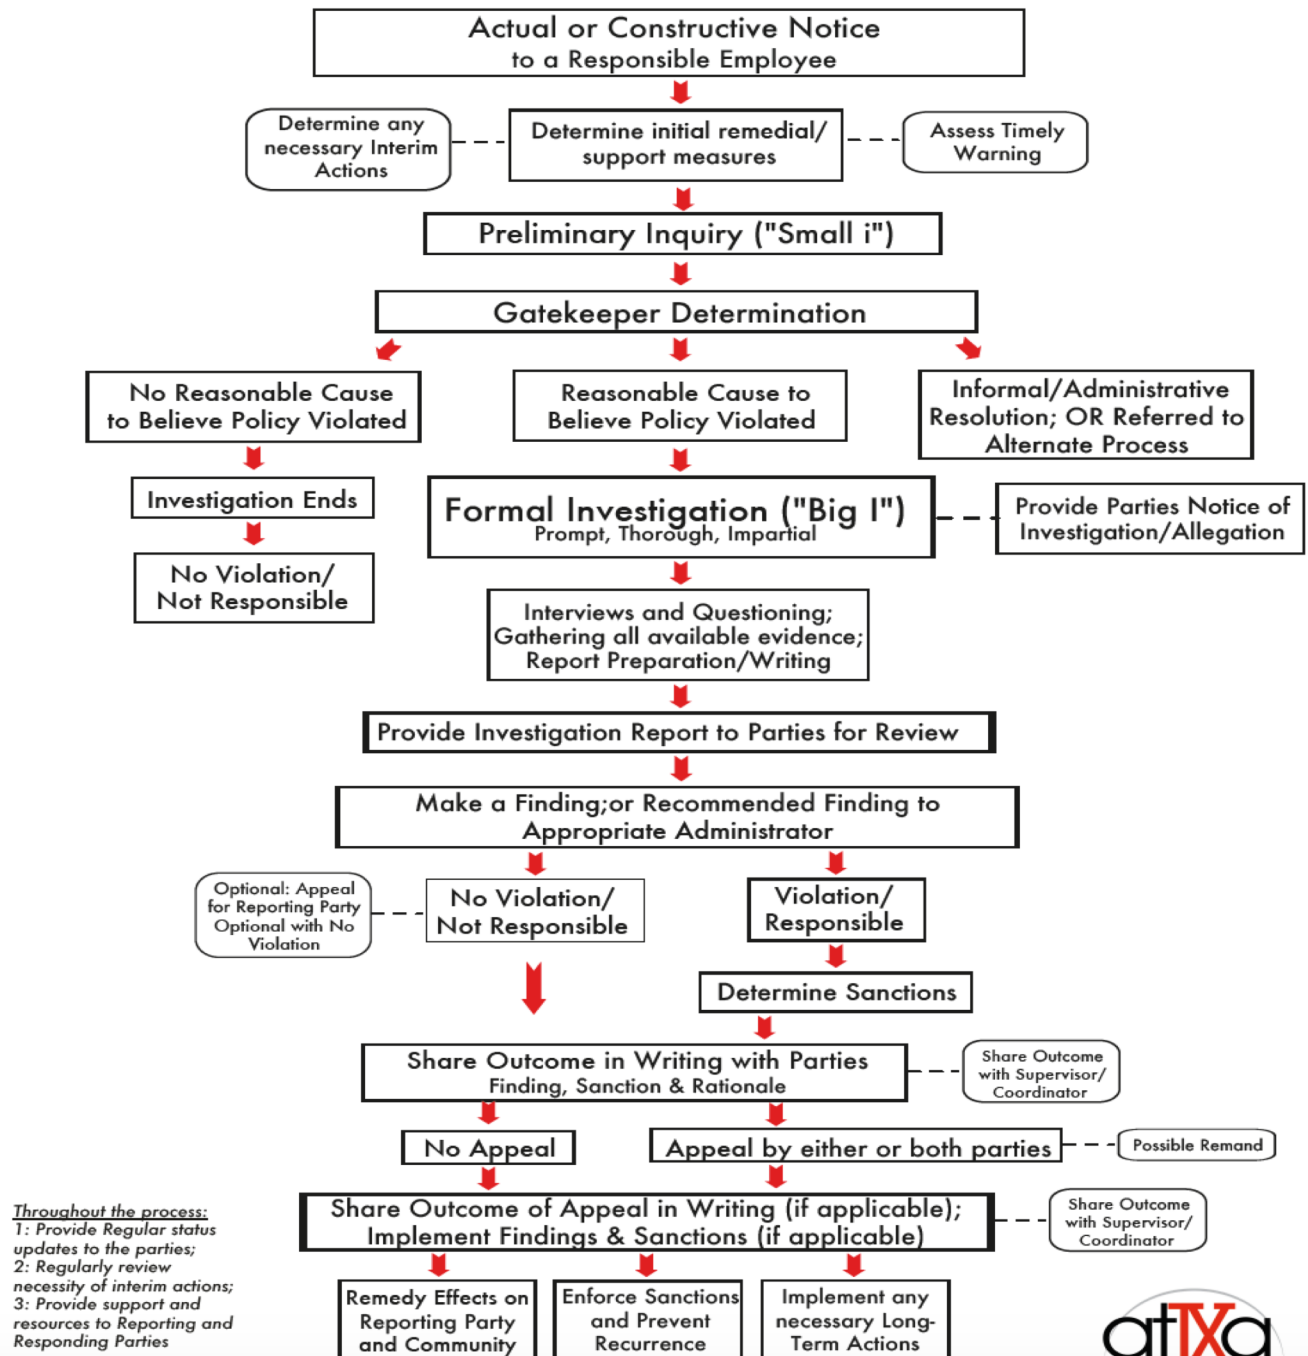 Actual or Constructive Notice
to a Responsible Employee
Determine any
necessary Interim
Actions
Determine initial remedial/
support measures
Assess Timely
Warning
Preliminary Inquiry ("Small i")
Gatekeeper Determination
No Reasonable Cause
to Believe Policy Violated
Reasonable Cause to
Believe Policy Violated
Informal/Administrative
Resolution; OR Referred to
Alternate Process
Investigation Ends
Formal Investigation ("Big I")
Prompt, Thorough, Impartial
Provide Parties Notice of
Investigation/Allegation
No Violation/
Not Responsible
Interviews and Questioning;
Gathering all available evidence;
Report Preparation/Writing
Provide Investigation Report to Parties for Review
Make a Finding;or Recommended Finding to
Appropriate Administrator
Optional: Appeal
for Reporting Party
Optional with No
Violation
No Violation/
Not Responsible
Violation/
Responsible
Determine Sanctions
Share Outcome in Writing with Parties
Finding, Sanction & Rationale
Share Outcome
with Supervisor/
Coordinator
No Appeal
Appeal by either or both parties
Possible Remand
Share Outcome of Appeal in Writing (if applicable);
Implement Findings & Sanctions (if applicable)
Share Outcome
with Supervisor/
Coordinator
Throughout the process:
1: Provide Regular status
updates to the parties;
2: Regularly review
necessity of interim actions;
3: Provide support and
resources to Reporting and
Responding Parties
Remedy Effects on
Reporting Party
and Community
Enforce Sanctions
and Prevent
Recurrence
Implement any
necessary Long-
Term Actions
atIXa